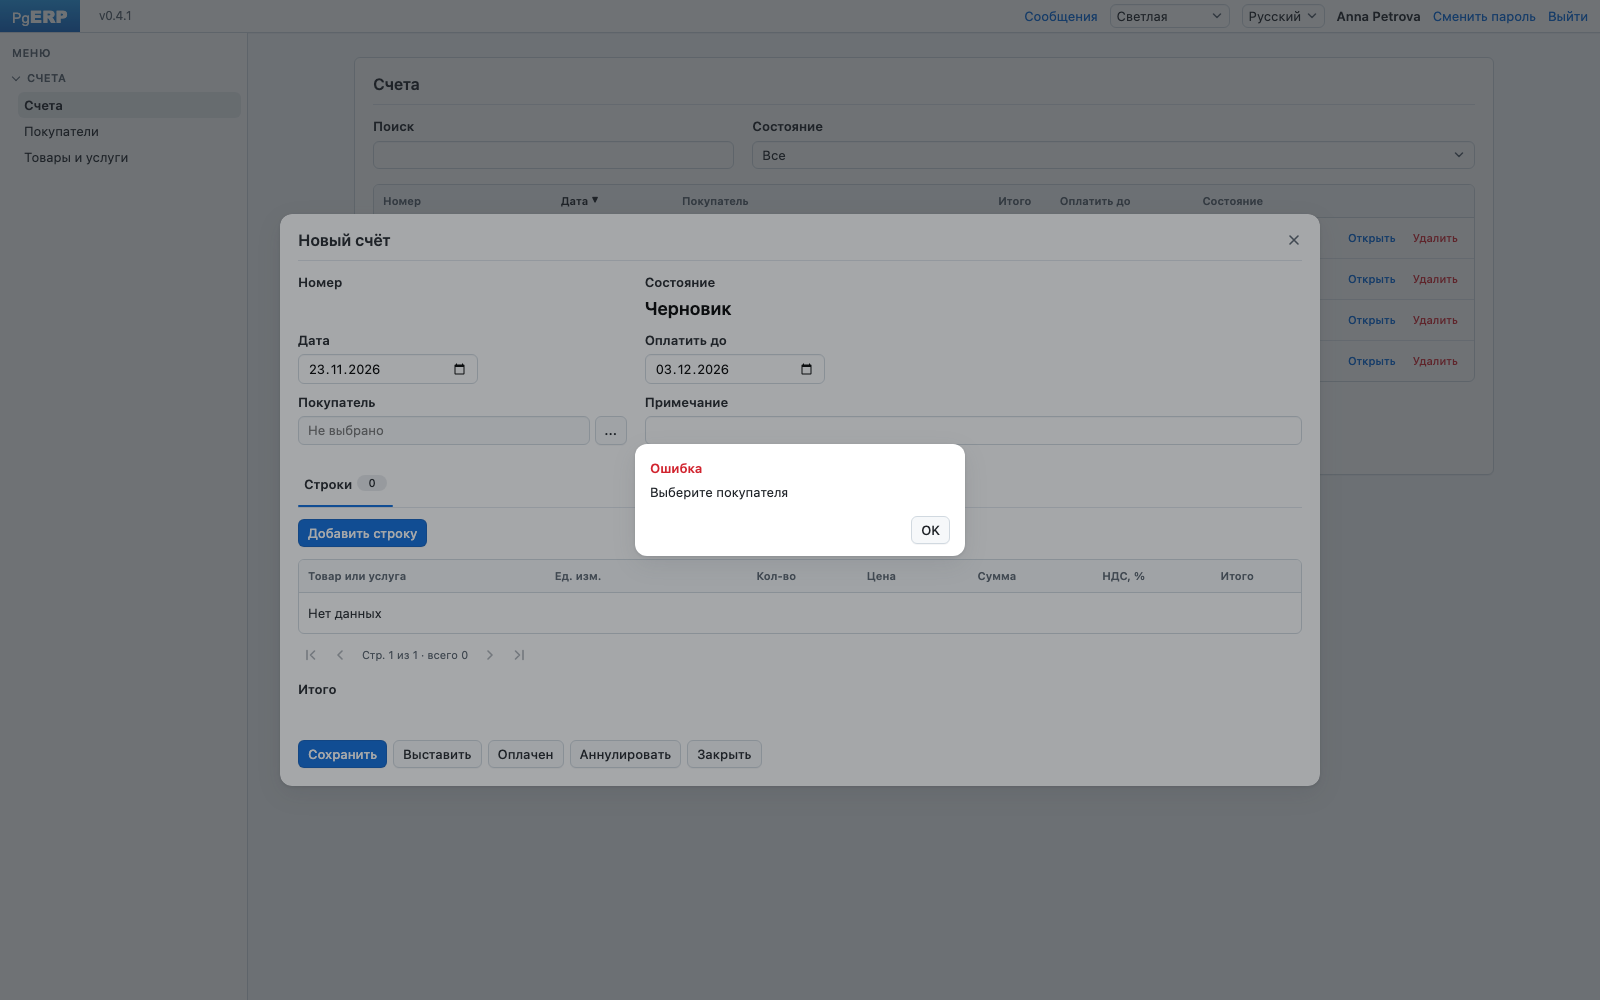 PgERP v0.4.1 Сообщения Светлая Русский Anna Petrova Сменить пароль Выйти
МЕНЮ
СЧЕТА
Счета
Покупатели
Товары и услуги
Счета
Поиск Состояние
Все
Номер Дата ▼ Покупатель Итого Оплатить до Состояние
Открыть Удалить
Открыть Удалить
Открыть Удалить
Открыть Удалить
Новый счёт
Номер Состояние
Черновик
Дата Оплатить до
23.11.2026 03.12.2026
Покупатель Примечание
Не выбрано ...
Ошибка
Выберите покупателя
OK
Строки 0
Добавить строку
Товар или услуга Ед. изм. Кол-во Цена Сумма НДС, % Итого
Нет данных
Стр. 1 из 1 · всего 0
Итого
Сохранить Выставить Оплачен Аннулировать Закрыть